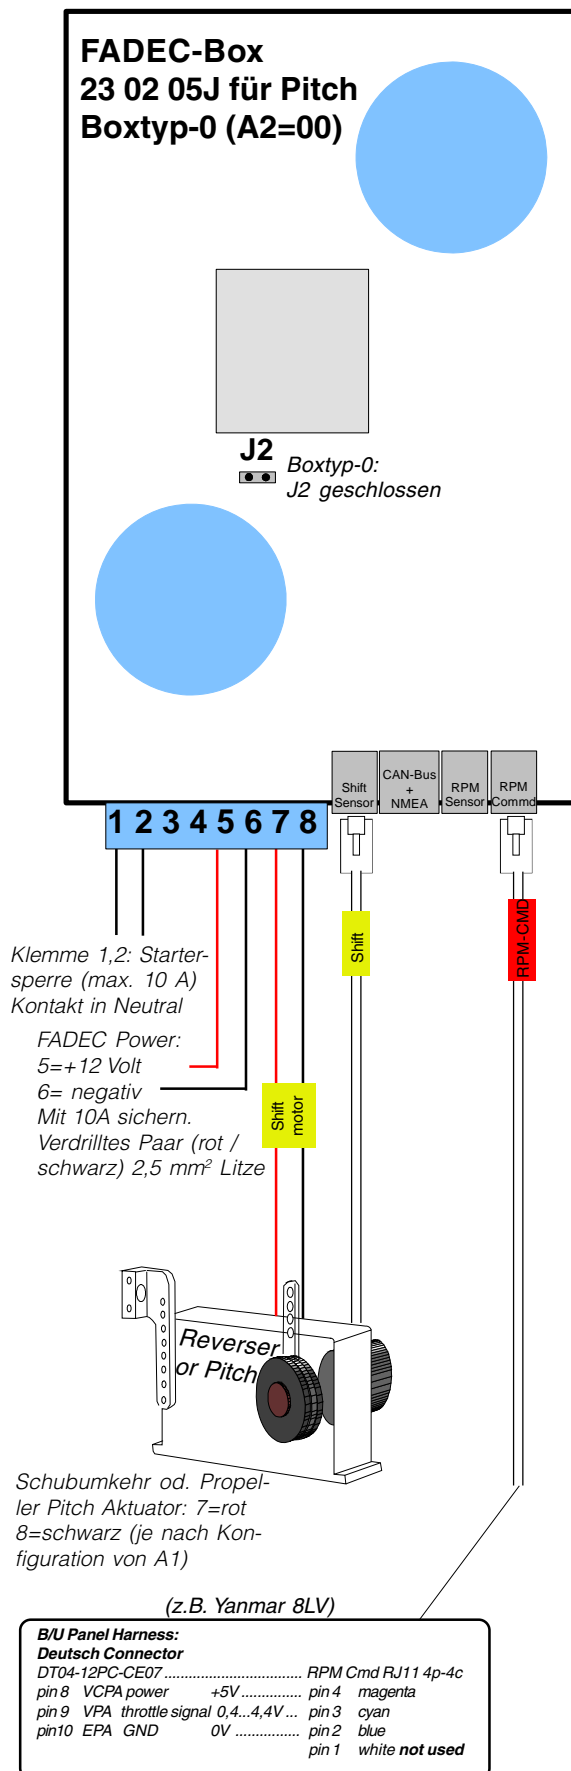 FADEC-Box
23 02 05J für Pitch
Boxtyp-0 (A2=00)
J2
Boxtyp-0:
J2 geschlossen
Shift
Sensor
CAN-Bus
+
NMEA
RPM
Sensor
RPM
Commd
1 2 3 4 5 6 7 8
Shift
RPM-CMD
Klemme 1,2: Starter-
sperre (max. 10 A)
Kontakt in Neutral
FADEC Power:
5=+12 Volt
6= negativ
Mit 10A sichern.
Verdrilltes Paar (rot /
schwarz) 2,5 mm² Litze
Shift
motor
Reverser
or Pitch
Schubumkehr od. Propel-
ler Pitch Aktuator: 7=rot
8=schwarz (je nach Kon-
figuration von A1)
(z.B. Yanmar 8LV)
B/U Panel Harness:
Deutsch Connector
DT04-12PC-CE07 ................................. RPM Cmd RJ11 4p-4c
pin 8 VCPA power +5V ............... pin 4 magenta
pin 9 VPA throttle signal 0,4...4,4V ... pin 3 cyan
pin10 EPA GND 0V ................ pin 2 blue
pin 1 white not used